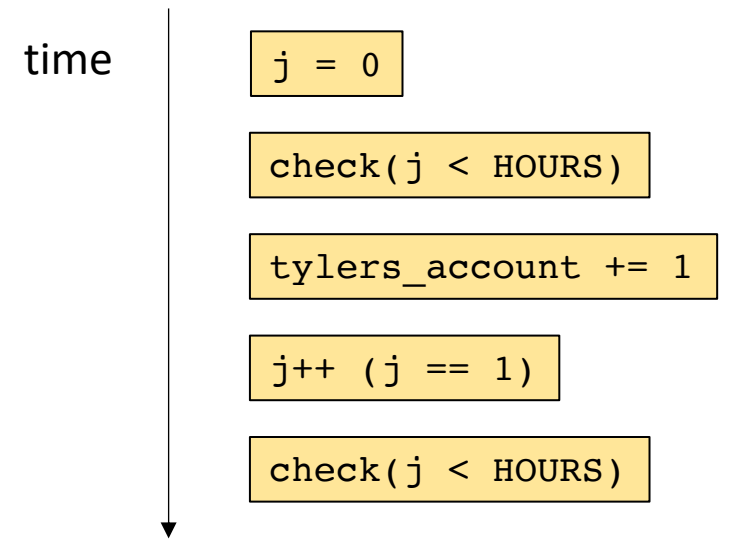 time
j = 0
check(j < HOURS)
tylers_account += 1
j++ (j == 1)
check(j < HOURS)